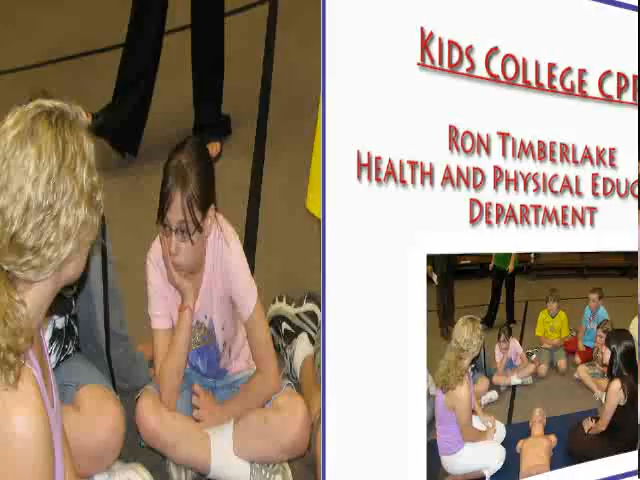 KIDS COLLEGE CP
RON TIMBERLAKE
HEALTH AND PHYSICAL EDUC
DEPARTMENT